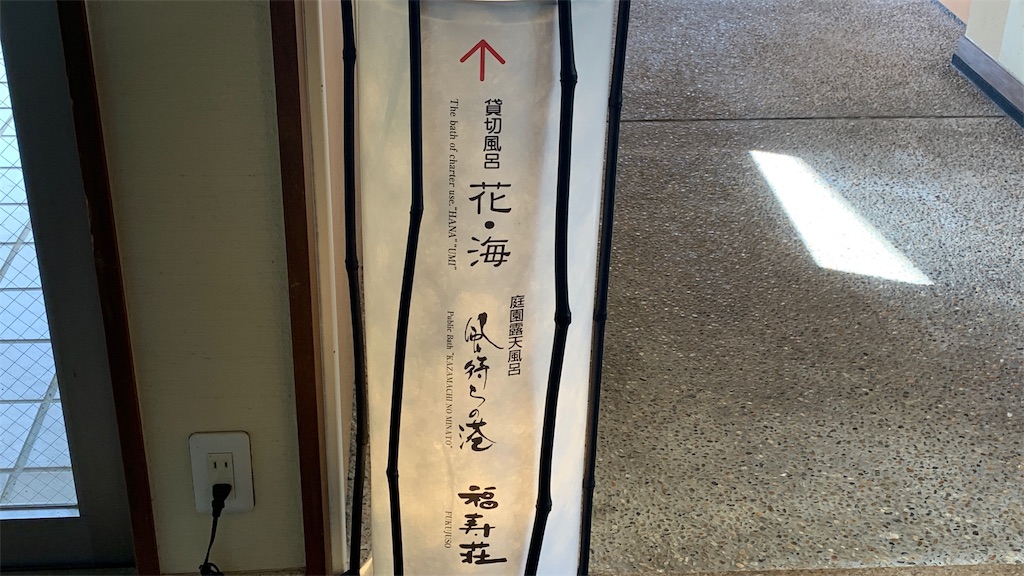 貸切風呂
花・海
The bath of charter use, "HANA" "UMI"
庭園露天風呂
風待ちの港
Public Bath "KAZAMACHI NO MINATO"
福寿荘
"FUKUJUSO"